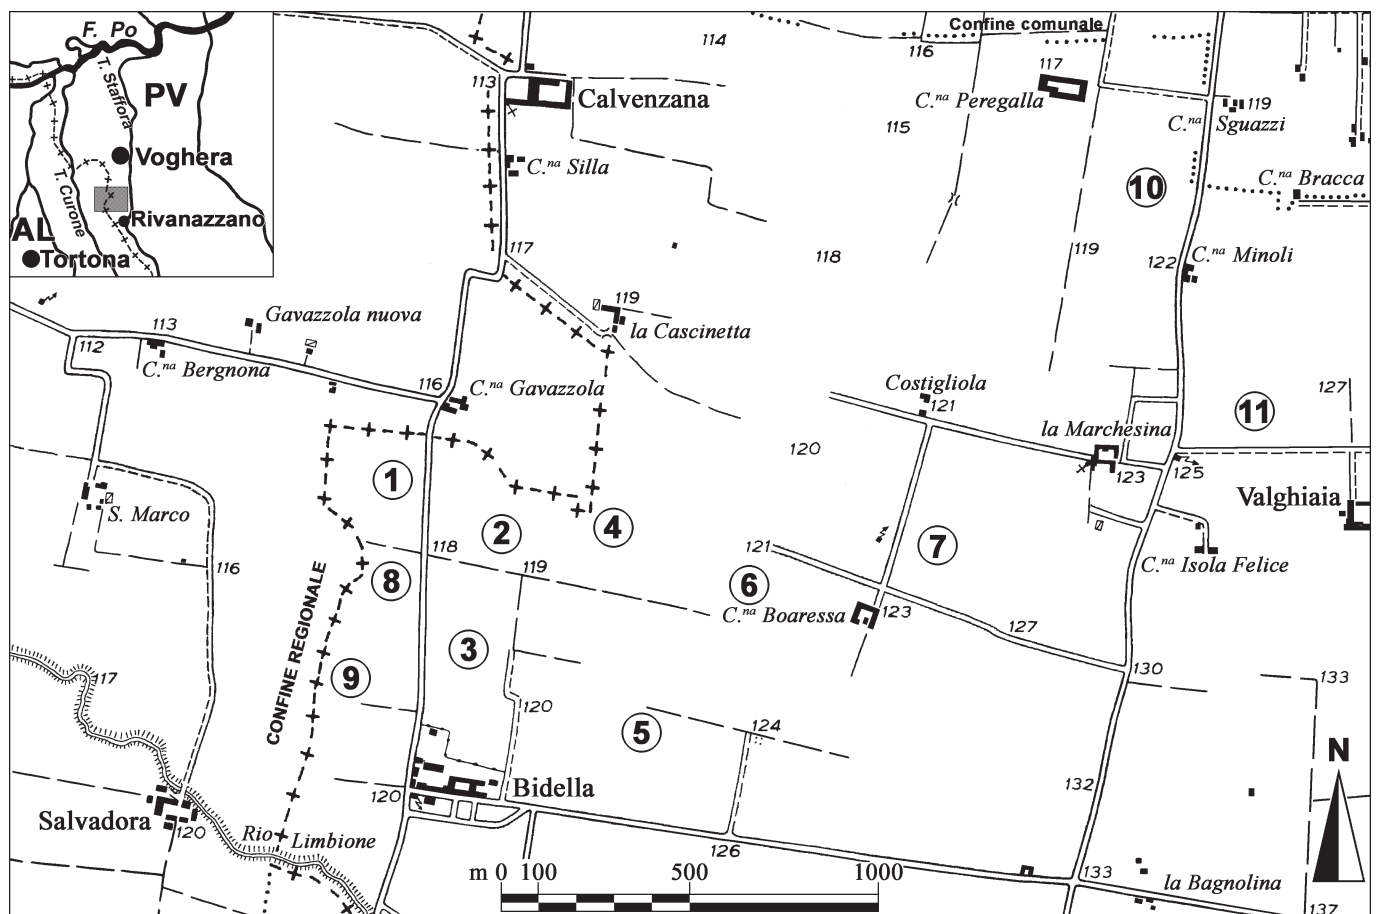 F. Po
T. Staffora
PV
Voghera
T. Curone
Rivanazzano
AL
Tortona
Confine comunale
114
116
117
113
Calvenzana
C.na Peregalla
119
C.na Sguazzi
115
C.na Silla
10
C.na Bracca
117
118
119
122
C.na Minoli
119
la Cascinetta
113
Gavazzola nuova
112
C.na Bergnona
116
C.na Gavazzola
Costigliola
121
127
11
la Marchesina
120
123
125
1
Valghiaia
S. Marco
2
4
7
118
121
C.na Isola Felice
116
8
119
6
C.na Boaressa
123
127
CONFINE REGIONALE
3
117
9
130
133
120
5
124
N
120
Bidella
132
Salvadora
120
Rio Limbione
126
m 0 100 500 1000
133
la Bagnolina
137